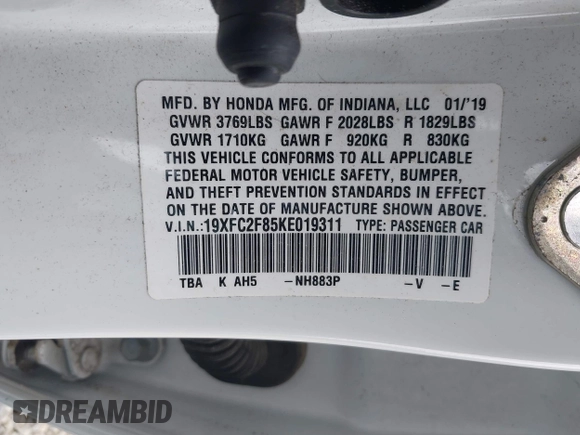 MFD. BY HONDA MFG. OF INDIANA, LLC 01/'19
GVWR 3769LBS GAWR F 2028LBS R 1829LBS
GVWR 1710KG GAWR F 920KG R 830KG
THIS VEHICLE CONFORMS TO ALL APPLICABLE
FEDERAL MOTOR VEHICLE SAFETY, BUMPER,
AND THEFT PREVENTION STANDARDS IN EFFECT
ON THE DATE OF MANUFACTURE SHOWN ABOVE.
V.I.N.:19XFC2F85KE019311 TYPE: PASSENGER CAR
TBA K AH5 -NH883P -V -E
DREAMBID